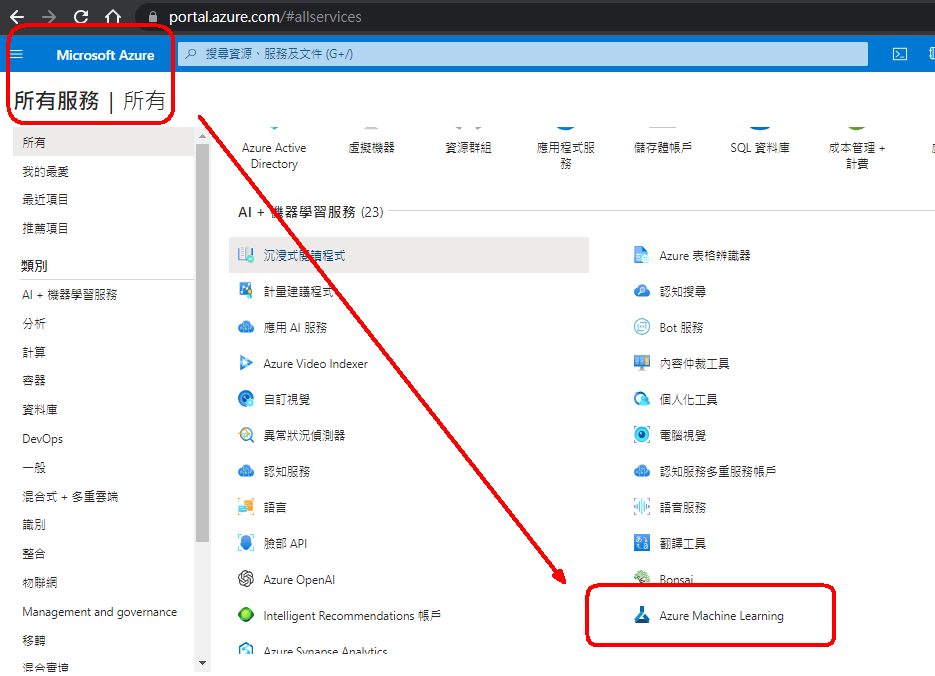 portal.azure.com/#allservices
Microsoft Azure
搜尋資源、服務及文件 (G+/)
所有服務 | 所有
所有
我的最愛
最近項目
推薦項目
類別
AI + 機器學習服務
分析
計算
容器
資料庫
DevOps
一般
混合式 + 多重雲端
識別
整合
物聯網
Management and governance
移轉
混合實境
Azure Active
Directory
虛擬機器
資源群組
應用程式服
務
儲存體帳戶
SQL 資料庫
成本管理 +
計費
AI + 機器學習服務 (23)
沉浸式閱讀程式
Azure 表格辨識器
計量建議程式
認知搜尋
應用 AI 服務
Bot 服務
Azure Video Indexer
內容仲裁工具
自訂視覺
個人化工具
異常狀況偵測器
電腦視覺
認知服務
認知服務多重服務帳戶
語言
語音服務
臉部 API
翻譯工具
Azure OpenAI
Bonsai
Intelligent Recommendations 帳戶
Azure Machine Learning
Azure Synapse Analytics